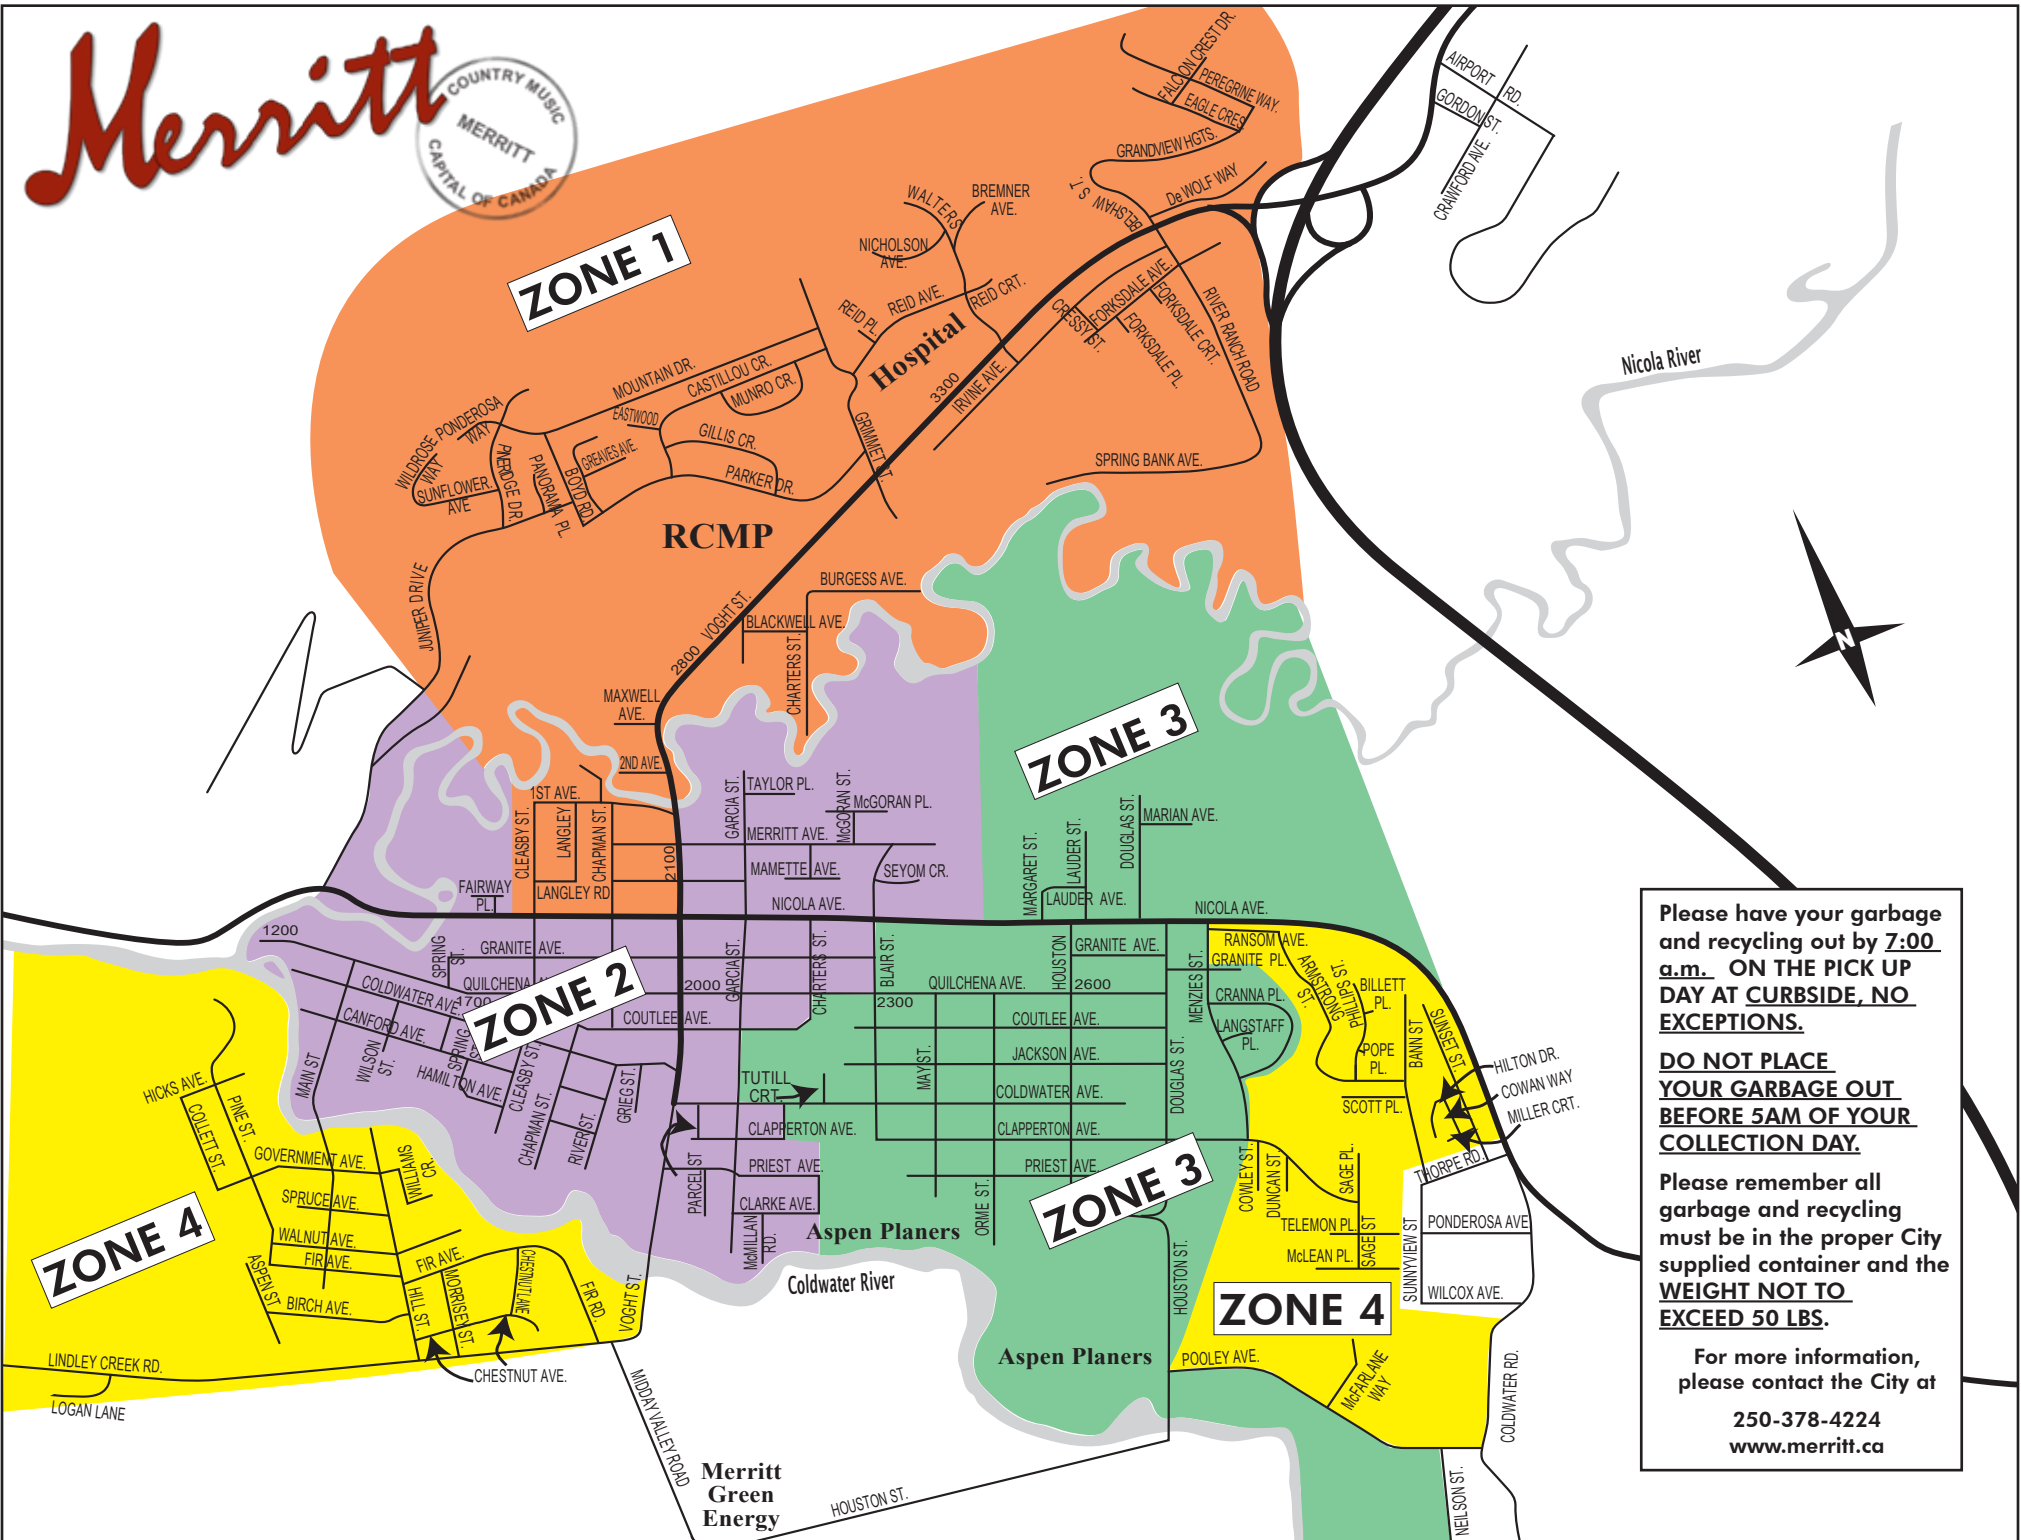 Merritt
COUNTRY MUSIC
MERRITT
CAPITAL OF CANADA
ZONE 1
FALCION CREST DR.
PEREGRINE WAY.
EAGLE CRES
GRANDVIEW HGTS.
De WOLF WAY
BELSHAW ST.
AIRPORT RD.
GORDON ST.
CRAWFORD AVE.
WALTERS
BREMNER
AVE.
NICHOLSON
AVE.
REID AVE.
REID CRT.
REID PL.
Hospital
CRESSY ST.
FORKSDALE AVE.
FORKSDALE CRT.
FORKSDALE PL.
RIVER RANCH ROAD
3300
IRVINE AVE.
Nicola River
MOUNTAIN DR.
CASTILLOU CR.
MUNRO CR.
EASTWOOD
GILLIS CR.
PARKER DR.
GRIMMET ST.
GREAVES AVE.
BOYD RD.
PANORAMA PL
PONDEROSA
WAY
WILDROSE
WAY
SUNFLOWER.
AVE
SPRING BANK AVE.
RCMP
JUNIPER DRIVE
BURGESS AVE.
BLACKWELL AVE.
CHARTERS ST.
VOGHT ST.
2800
MAXWELL
AVE.
2ND AVE.
1ST AVE.
CLEASBY ST.
LANGLEY
CHAPMAN ST.
LANGLEY RD
2100
FAIRWAY
PL.
GARCIA ST.
TAYLOR PL.
McGORAN ST.
McGORAN PL.
MERRITT AVE.
MAMETTE AVE.
SEYOM CR.
NICOLA AVE.
ZONE 3
MARGARET ST.
LAUDER ST.
LAUDER AVE.
DOUGLAS ST.
MARIAN AVE.
NICOLA AVE.
1200
SPRING
ST.
GRANITE AVE.
QUILCHENA
1700
COLDWATER AVE.
CANFORD AVE.
ZONE 2
2000
GARCIA ST.
CHARTERS ST.
COUTLEE AVE.
MAIN ST
WILSON
ST.
SPRING
HAMILTON AVE.
CLEASBY ST.
CHAPMAN ST.
RIVER ST.
GRIEG ST.
BLAIR ST.
2300
QUILCHENA AVE.
HOUSTON
GRANITE AVE.
2600
COUTLEE AVE.
JACKSON AVE.
MAY ST.
COLDWATER AVE.
CLAPPERTON AVE.
PRIEST AVE.
ORME ST.
DOUGLAS ST.
MENZIES ST.
TUTILL
CRT.
CLAPPERTON AVE.
PRIEST AVE.
PARCEL ST
CLARKE AVE.
McMILLAN
RD.
ZONE 3
Aspen Planers
Coldwater River
Aspen Planers
HOUSTON ST.
RANSOM AVE.
GRANITE PL.
CRANNA PL.
LANGSTAFF
PL.
ARMSTRONG
ST.
PHILLIPS ST.
BILLETT
PL.
POPE
PL.
BANN ST
SUNSET ST.
SCOTT PL.
HILTON DR.
COWAN WAY
MILLER CRT.
THORPE RD.
COWLEY ST.
DUNCAN ST.
SAGE PL.
TELEMON PL.
McLEAN PL.
SAGE ST
SUNNYVIEW ST
PONDEROSA AVE
WILCOX AVE.
ZONE 4
POOLEY AVE.
McFARLANE
WAY
COLDWATER RD.
NEILSON ST.
HICKS AVE.
COLLETT ST.
PINE ST.
GOVERNMENT AVE.
WILLIAMS
CR.
SPRUCE AVE.
WALNUT AVE.
FIR AVE.
ASPEN ST
BIRCH AVE.
ZONE 4
FIR AVE.
HILL ST.
MORRISEY ST.
CHESTNUT LANE
FIR RD.
VOGHT ST.
CHESTNUT AVE.
LINDLEY CREEK RD.
LOGAN LANE
MIDDAY VALLEY ROAD
Merritt
Green
Energy
HOUSTON ST.
N
Please have your garbage
and recycling out by 7:00
a.m. ON THE PICK UP
DAY AT CURBSIDE, NO
EXCEPTIONS.
DO NOT PLACE
YOUR GARBAGE OUT
BEFORE 5AM OF YOUR
COLLECTION DAY.
Please remember all
garbage and recycling
must be in the proper City
supplied container and the
WEIGHT NOT TO
EXCEED 50 LBS.
For more information,
please contact the City at
250-378-4224
www.merritt.ca